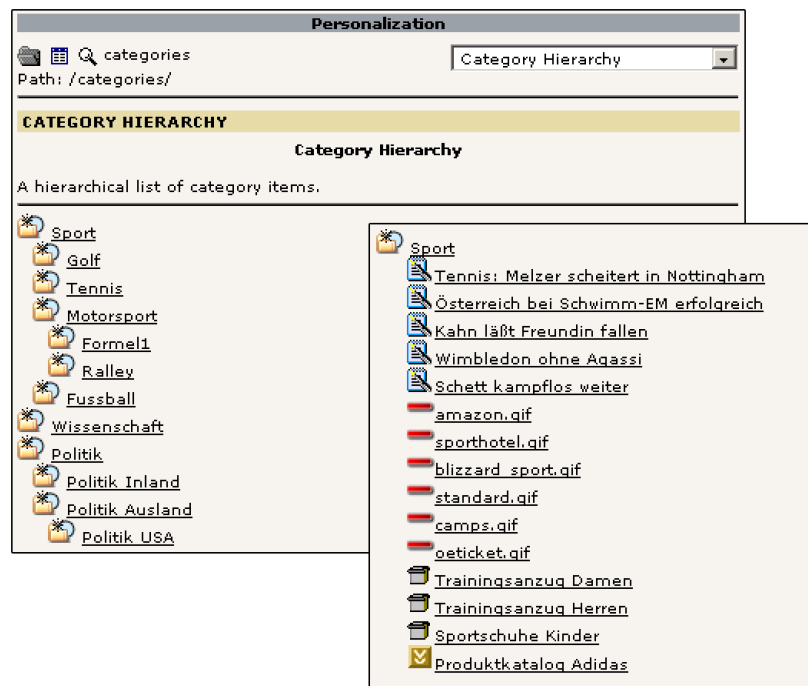 Personalization
categories
Category Hierarchy
Path: /categories/
CATEGORY HIERARCHY
Category Hierarchy
A hierarchical list of category items.
Sport
Golf
Tennis
Motorsport
Formel1
Ralley
Fussball
Wissenschaft
Politik
Politik Inland
Politik Ausland
Politik USA
Sport
Tennis: Melzer scheitert in Nottingham
Österreich bei Schwimm-EM erfolgreich
Kahn läßt Freundin fallen
Wimbledon ohne Agassi
Schett kampflos weiter
amazon.gif
sporthotel.gif
blizzard_sport.gif
standard.gif
camps.gif
oeticket.gif
Trainingsanzug Damen
Trainingsanzug Herren
Sportschuhe Kinder
Produktkatalog Adidas